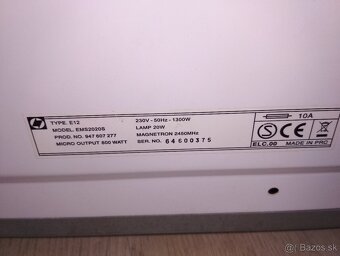 TYPE. E12
MODEL. EMS2020S
PROD. NO. 947 607 277
MICRO OUTPUT 800 WATT
230V - 50Hz - 1300W
LAMP 20W
MAGNETRON 2450MHz
SER. NO. 64600375
10A
S
CE
ELC.00
MADE IN PRC
Bazos.sk